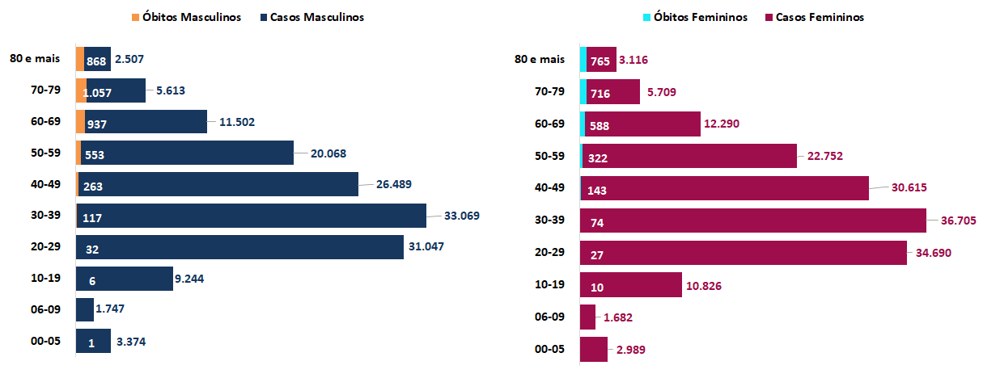 Óbitos Masculinos Casos Masculinos
80 e mais 868 2.507
70-79 1.057 5.613
60-69 937 11.502
50-59 553 20.068
40-49 263 26.489
30-39 117 33.069
20-29 32 31.047
10-19 6 9.244
06-09 1.747
00-05 1 3.374
Óbitos Femininos Casos Femininos
80 e mais 765 3.116
70-79 716 5.709
60-69 588 12.290
50-59 322 22.752
40-49 143 30.615
30-39 74 36.705
20-29 27 34.690
10-19 10 10.826
06-09 1.682
00-05 2.989